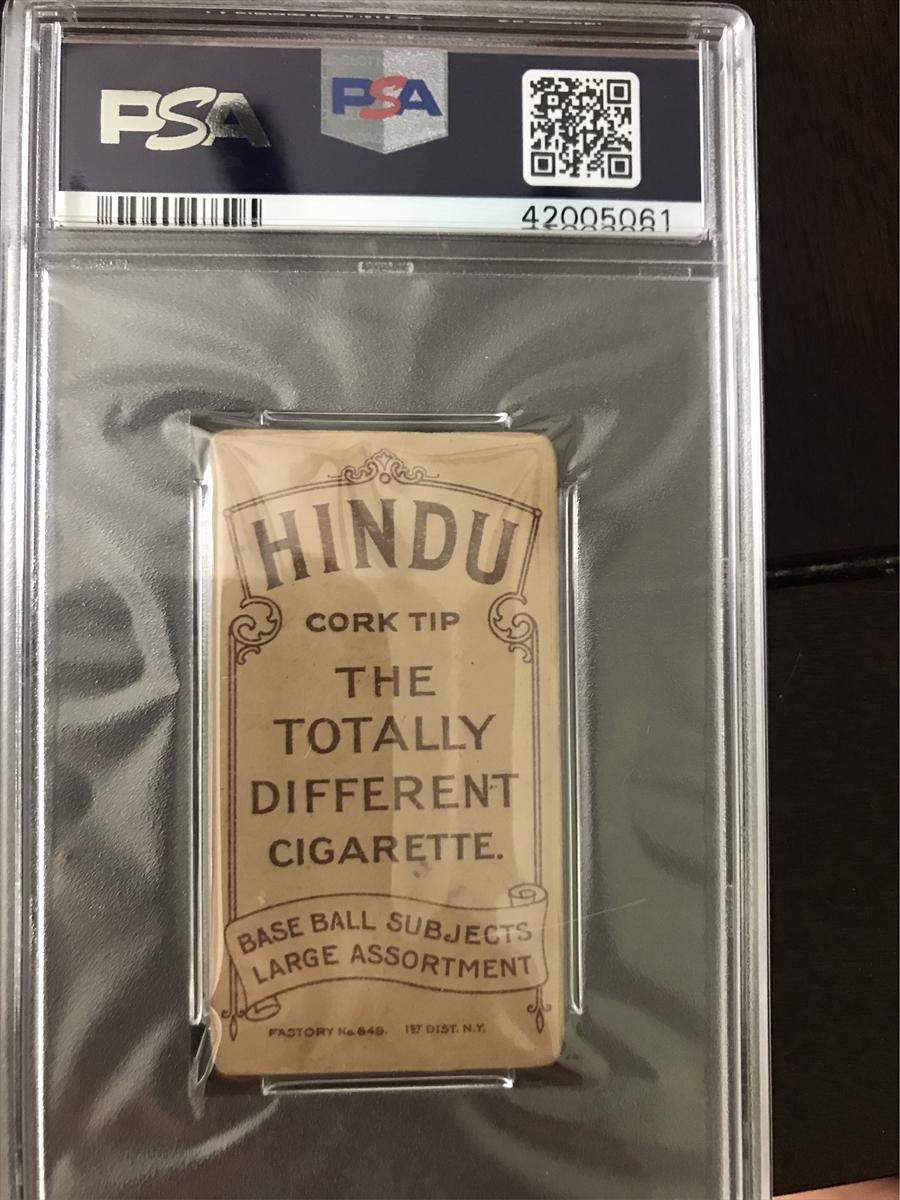 PSA PSA
42005061
HINDU
CORK TIP
THE
TOTALLY
DIFFERENT
CIGARETTE.
BASE BALL SUBJECTS
LARGE ASSORTMENT
FACTORY No. 649. 1ST DIST. N.Y.